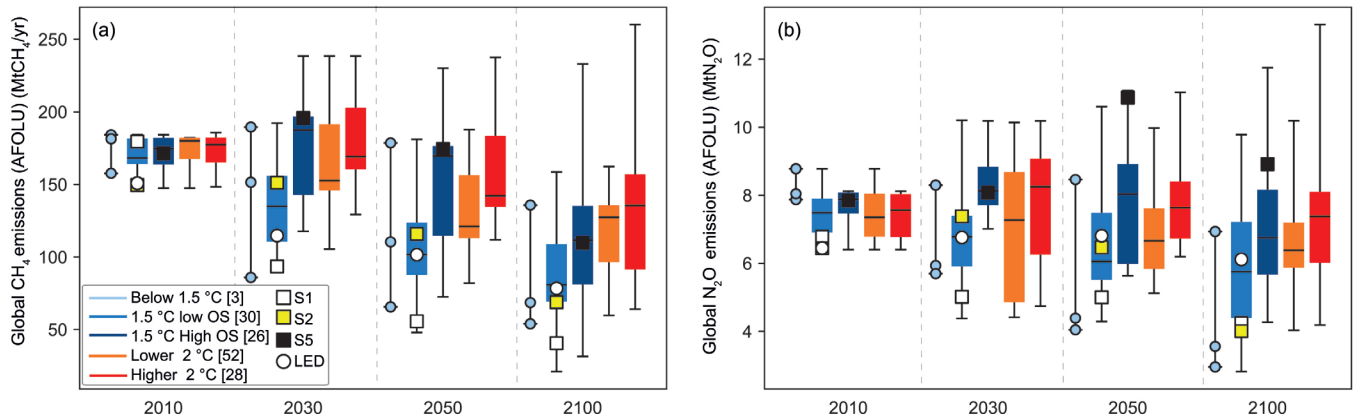 (a)
Global CH₄ emissions (AFOLU) (MtCH₄/yr)
250
200
150
100
50
Below 1.5 °C [3]
1.5 °C low OS [30]
1.5 °C High OS [26]
Lower 2 °C [52]
Higher 2 °C [28]
S1
S2
S5
LED
2010 2030 2050 2100
(b)
Global N₂O emissions (AFOLU) (MtN₂O)
12
10
8
6
4
2010 2030 2050 2100